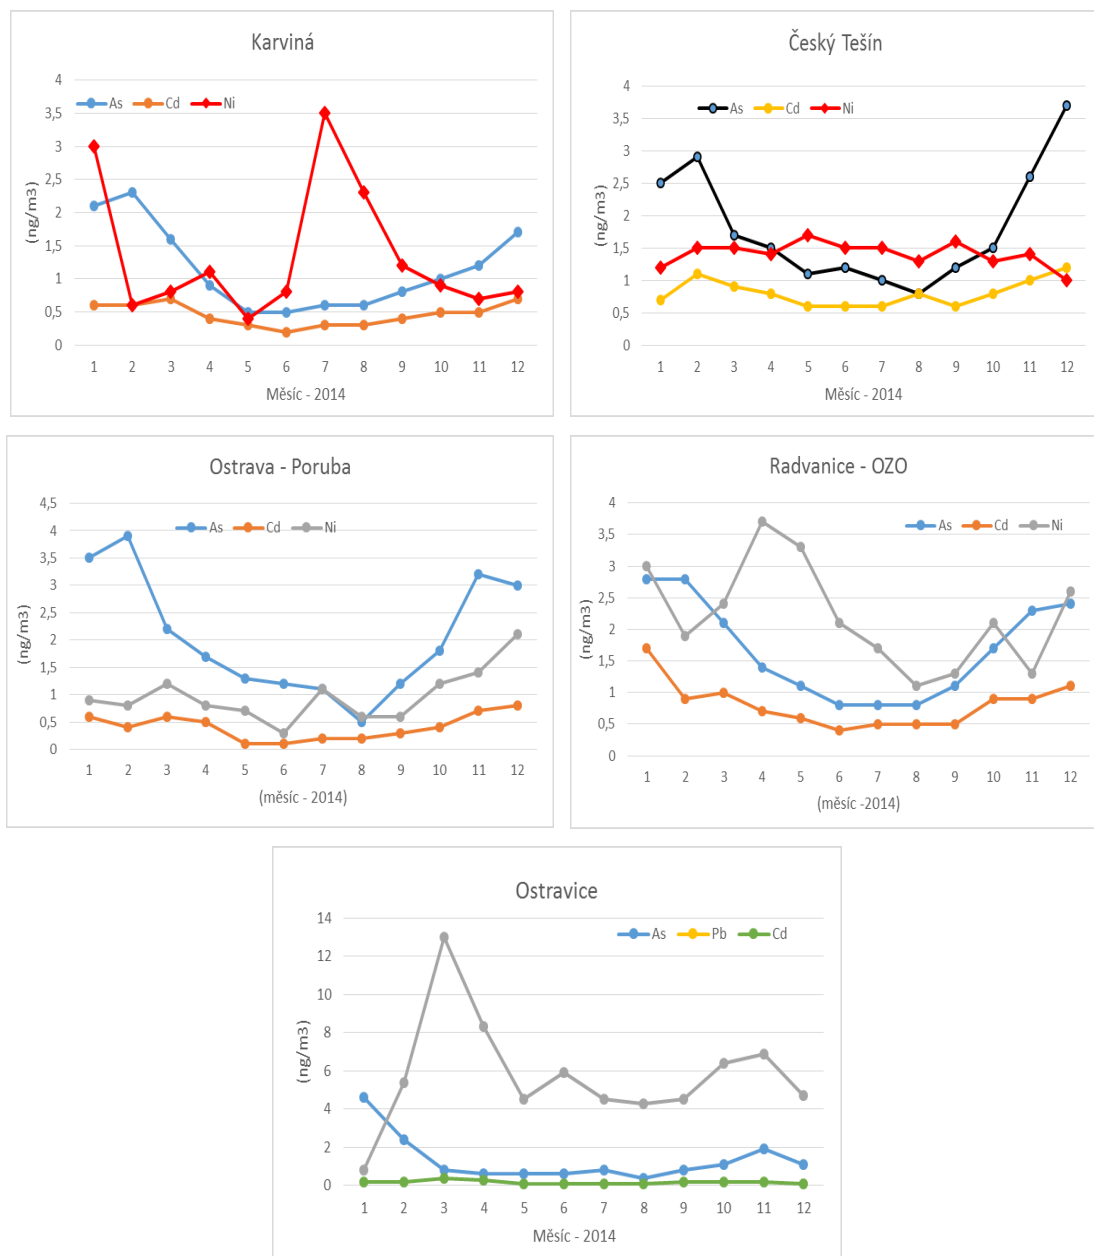 Karviná
4
3,5
3
2,5
2
1,5
1
0,5
0
(ng/m3)
As Cd Ni
1 2 3 4 5 6 7 8 9 10 11 12
Měsíc - 2014
Český Tešín
4
3,5
3
2,5
2
1,5
1
0,5
0
(ng/m3)
As Cd Ni
1 2 3 4 5 6 7 8 9 10 11 12
Měsíc - 2014
Ostrava - Poruba
4,5
4
3,5
3
2,5
2
1,5
1
0,5
0
(ng/m3)
As Cd Ni
1 2 3 4 5 6 7 8 9 10 11 12
(měsíc - 2014)
Radvanice - OZO
4
3,5
3
2,5
2
1,5
1
0,5
0
(ng/m3)
As Cd Ni
1 2 3 4 5 6 7 8 9 10 11 12
(měsíc -2014)
Ostravice
14
12
10
8
6
4
2
0
(ng/m3)
As Pb Cd
1 2 3 4 5 6 7 8 9 10 11 12
Měsíc - 2014